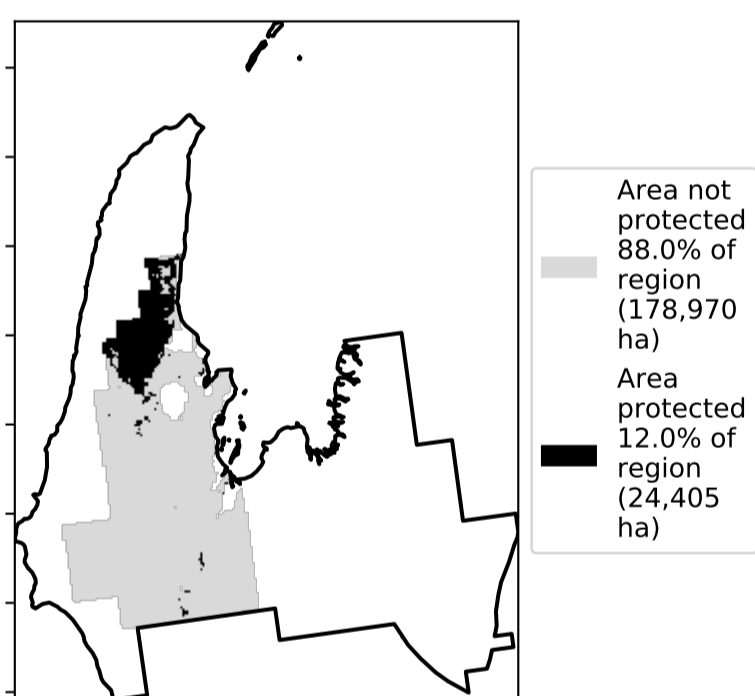 Area not
protected
88.0% of
region
(178,970
ha)
Area
protected
12.0% of
region
(24,405
ha)